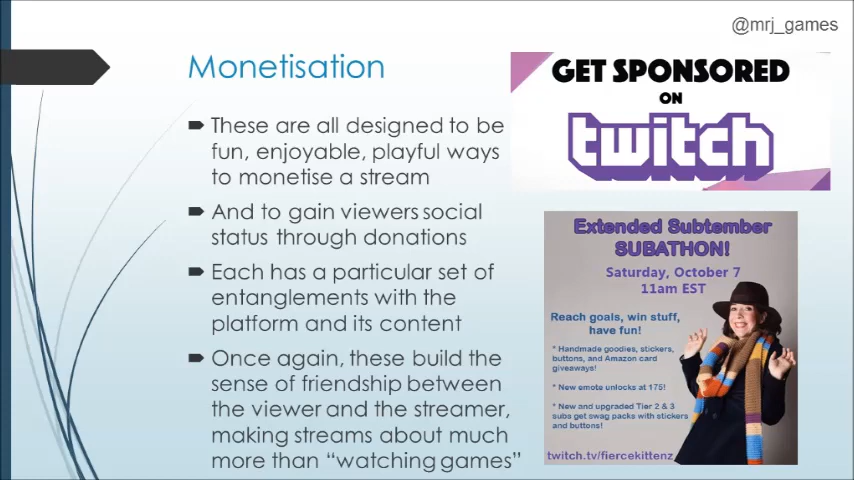 @mrj_games
Monetisation
These are all designed to be
fun, enjoyable, playful ways
to monetise a stream
And to gain viewers social
status through donations
Each has a particular set of
entanglements with the
platform and its content
Once again, these build the
sense of friendship between
the viewer and the streamer,
making streams about much
more than “watching games”
GET SPONSORED
ON
twitch
Extended Subtember
SUBATHON!
Saturday, October 7
11am EST
Reach goals, win stuff,
have fun!
* Handmade goodies, stickers,
buttons, and Amazon card
giveaways!
* New emote unlocks at 175!
* New and upgraded Tier 2 & 3
subs get swag packs with stickers
and buttons!
twitch.tv/fiercekittenz